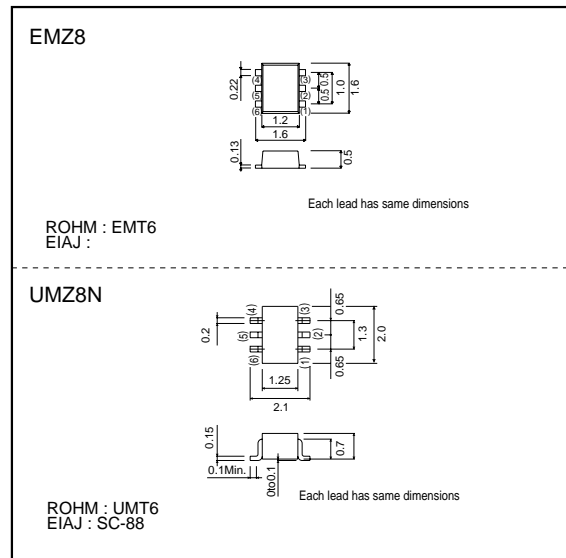 EMZ8
0.22
(4)
(3)
(5)
(2)
(6)
(1)
0.5 0.5
1.0
1.6
1.2
1.6
0.13
0.5
Each lead has same dimensions
ROHM : EMT6
EIAJ :
UMZ8N
0.2
(4)
(3)
(5)
(2)
(6)
(1)
0.65
1.3
2.0
0.65
1.25
2.1
0.15
0.7
0.1Min.
0to0.1
Each lead has same dimensions
ROHM : UMT6
EIAJ : SC-88